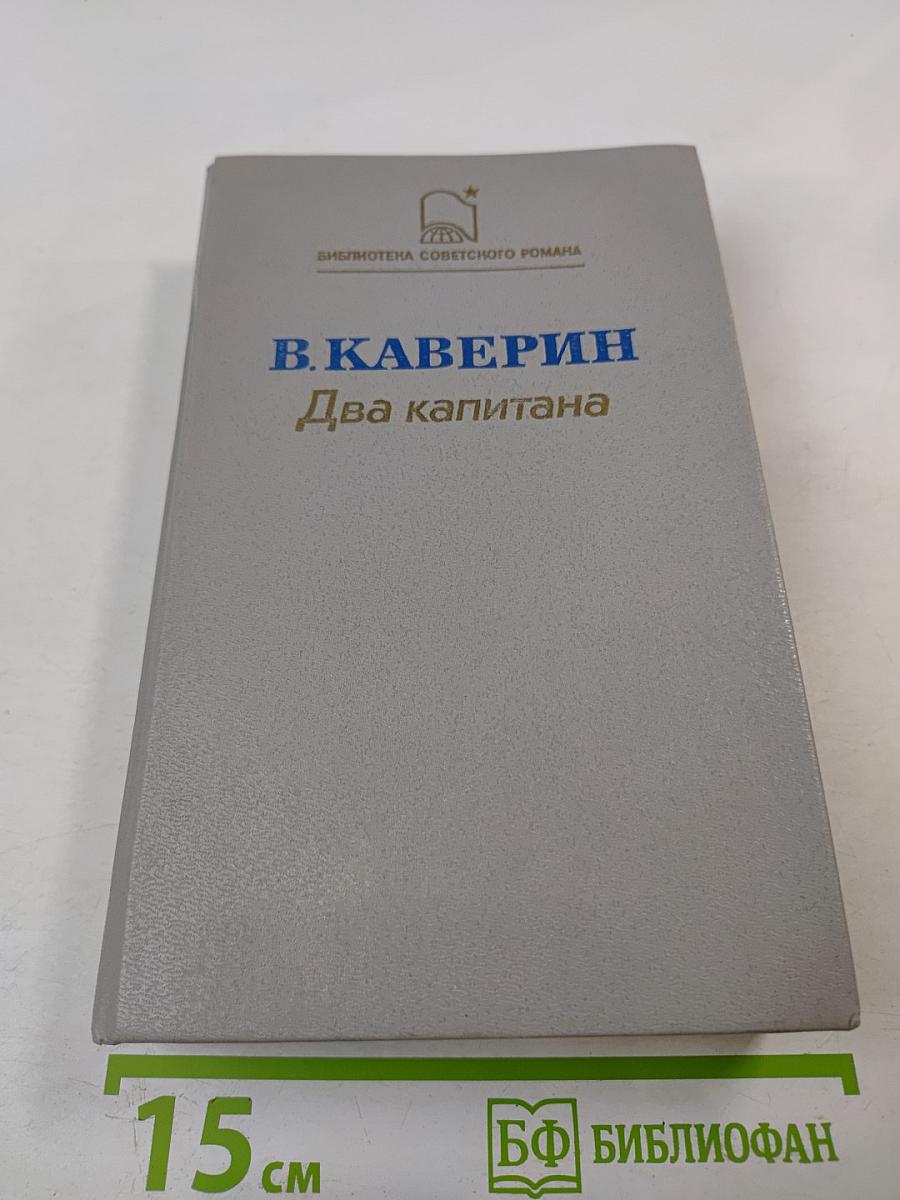 БИБЛИОТЕКА СОВЕТСКОГО РОМАНА
В. КАВЕРИН
Два капитана
15 см
БФ БИБЛИОФАН